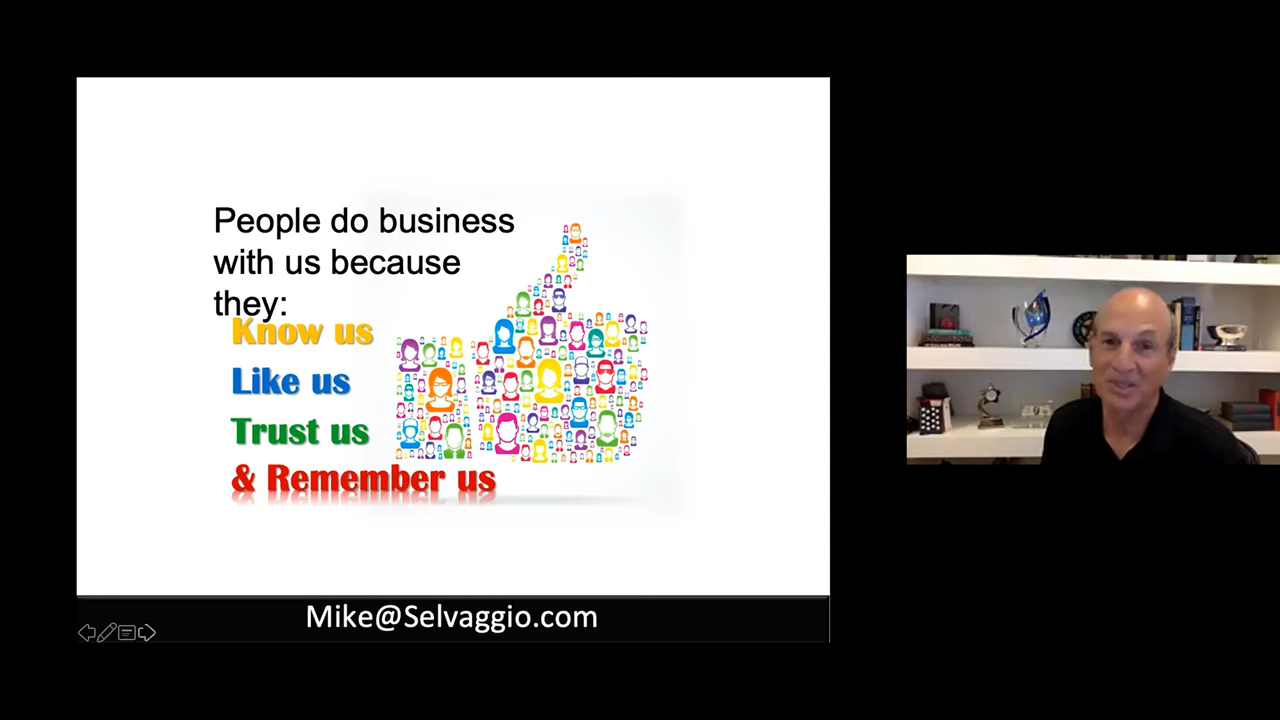 People do business
with us because
they:
Know us
Like us
Trust us
& Remember us
Mike@Selvaggio.com